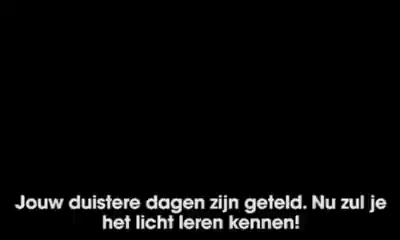 Jouw duistere dagen zijn geteld. Nu zul je
het licht leren kennen!